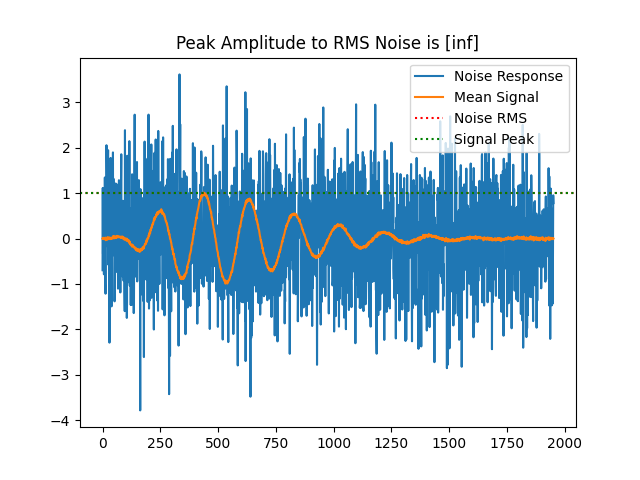 Peak Amplitude to RMS Noise is [inf]
Noise Response
Mean Signal
Noise RMS
Signal Peak
3
2
1
0
−1
−2
−3
−4
0 250 500 750 1000 1250 1500 1750 2000